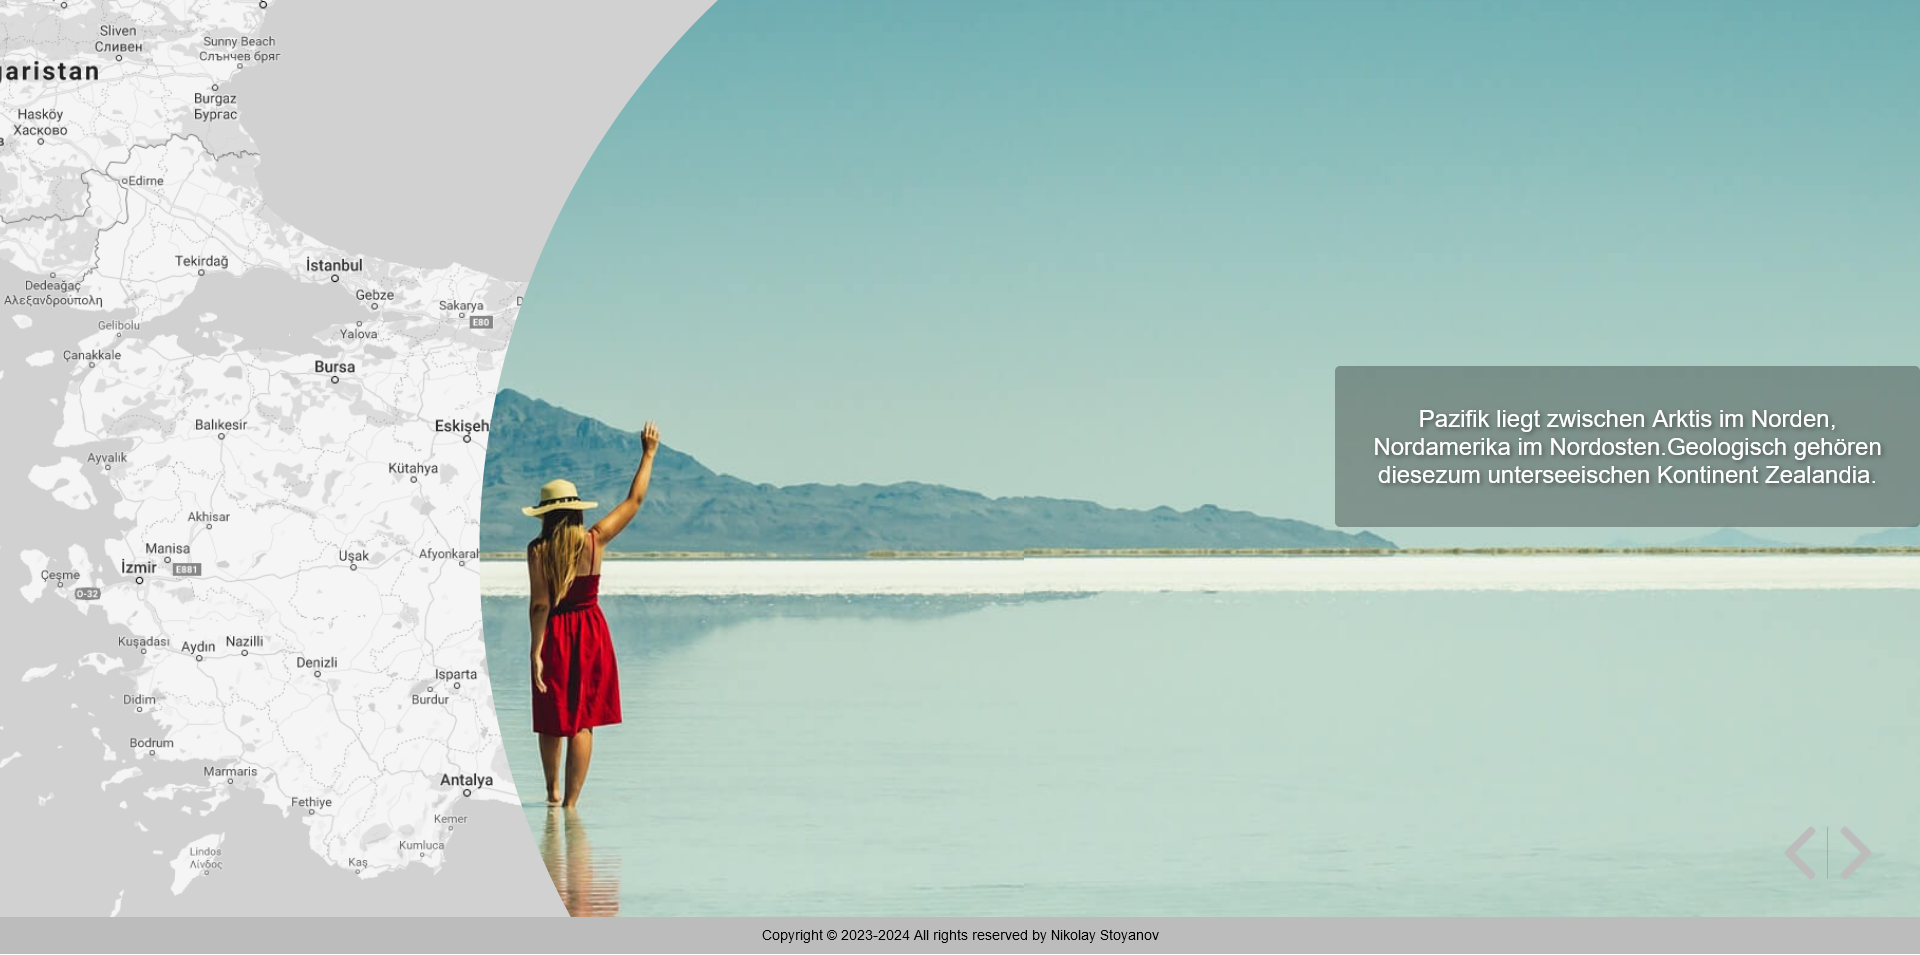 Sliven
Сливен
Sunny Beach
Слънчев бряг
garistan
Burgaz
Бургас
Hasköy
Хасково
Edirne
Tekirdağ
İstanbul
Dedeağaç
Αλεξανδρούπολη
Gebze
Sakarya
E80
Gelibolu
Yalova
Çanakkale
Bursa
Balıkesir
Eskişeh
Ayvalık
Kütahya
Akhisar
Manisa
Uşak
Afyonkarah
İzmir
E881
Çeşme
O-32
Kuşadası
Aydın
Nazilli
Denizli
Isparta
Burdur
Didim
Bodrum
Marmaris
Antalya
Fethiye
Kemer
Kumluca
Lindos
Λίνδος
Kaş
Pazifik liegt zwischen Arktis im Norden,
Nordamerika im Nordosten.Geologisch gehören
diesezum unterseeischen Kontinent Zealandia.
Copyright © 2023-2024 All rights reserved by Nikolay Stoyanov